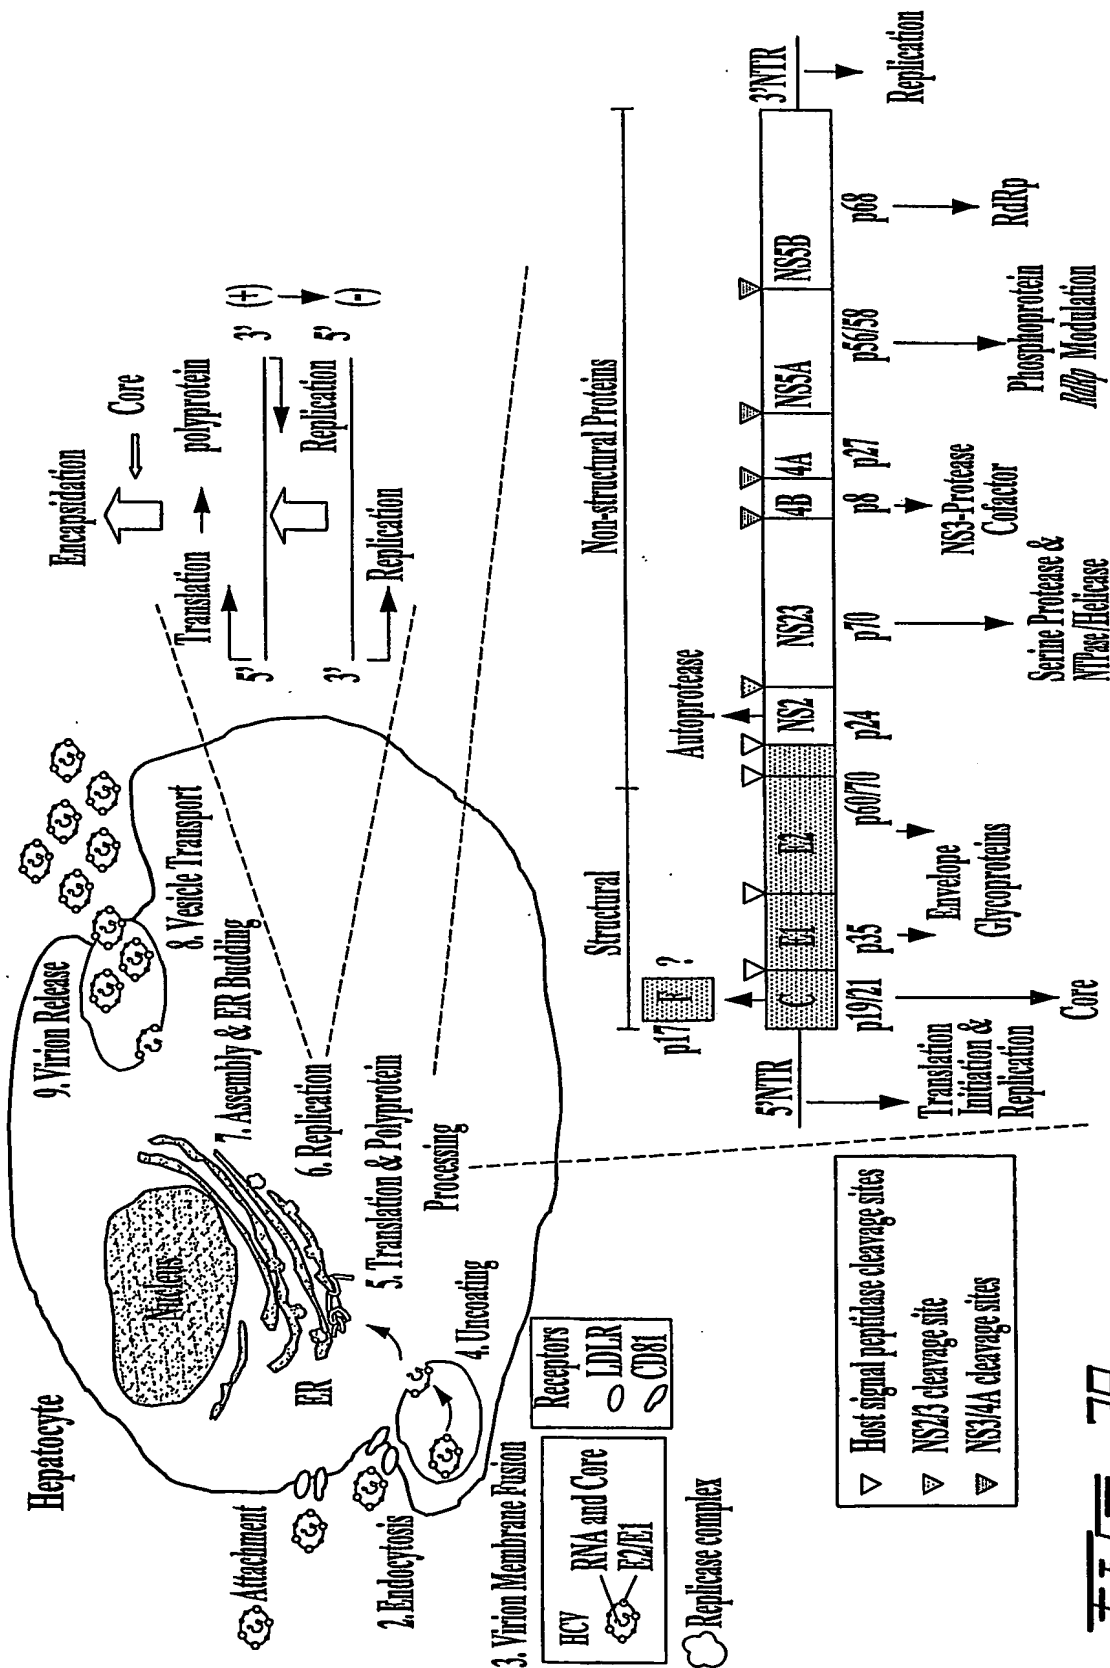 Hepatocyte
Attachment
2. Endocytosis
3. Virion Membrane Fusion
4. Uncoating
5. Translation & Polyprotein
Processing
6. Replication
7. Assembly & ER Budding
8. Vesicle Transport
9. Virion Release
Nucleus
ER
HCV
RNA and Core
E2/E1
Receptors
LDLR
CD81
Replicase complex
Encapsidation
Core
Translation
polyprotein
5'
3'
(+)
Replication
3'
5'
(-)
Replication
Host signal peptidase cleavage sites
NS2/3 cleavage site
NS3/4A cleavage sites
Structural
Non-structural Proteins
p17
F
?
Autoprotease
5'NTR
C
E1
E2
NS2
NS23
4B
4A
NS5A
NS5B
3'NTR
p19/21
p35
p60/70
p24
p70
p8
p27
p56/58
p68
Translation
Initiation &
Replication
Core
Envelope
Glycoproteins
Serine Protease &
NTPase/Helicase
NS3-Protease
Cofactor
Phosphoprotein
RdRp Modulation
RdRp
Replication